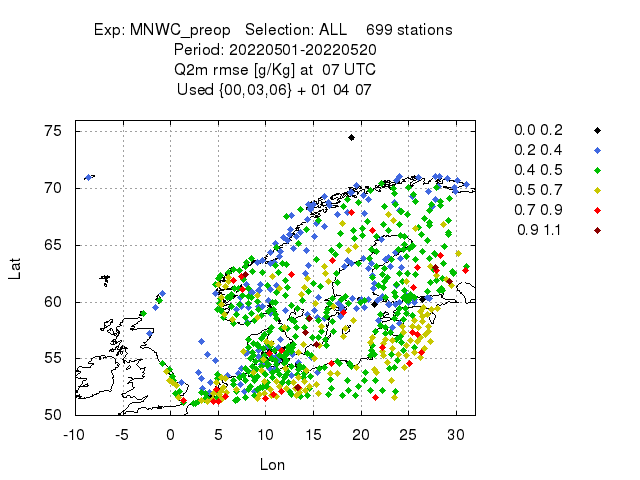 Exp: MNWC_preop   Selection: ALL    699 stations
Period: 20220501-20220520
Q2m rmse [g/Kg] at  07 UTC
Used {00,03,06} + 01 04 07
0.0 0.2
0.2 0.4
0.4 0.5
0.5 0.7
0.7 0.9
0.9 1.1
75
70
65
60
55
50
Lat
-10 -5 0 5 10 15 20 25 30
Lon